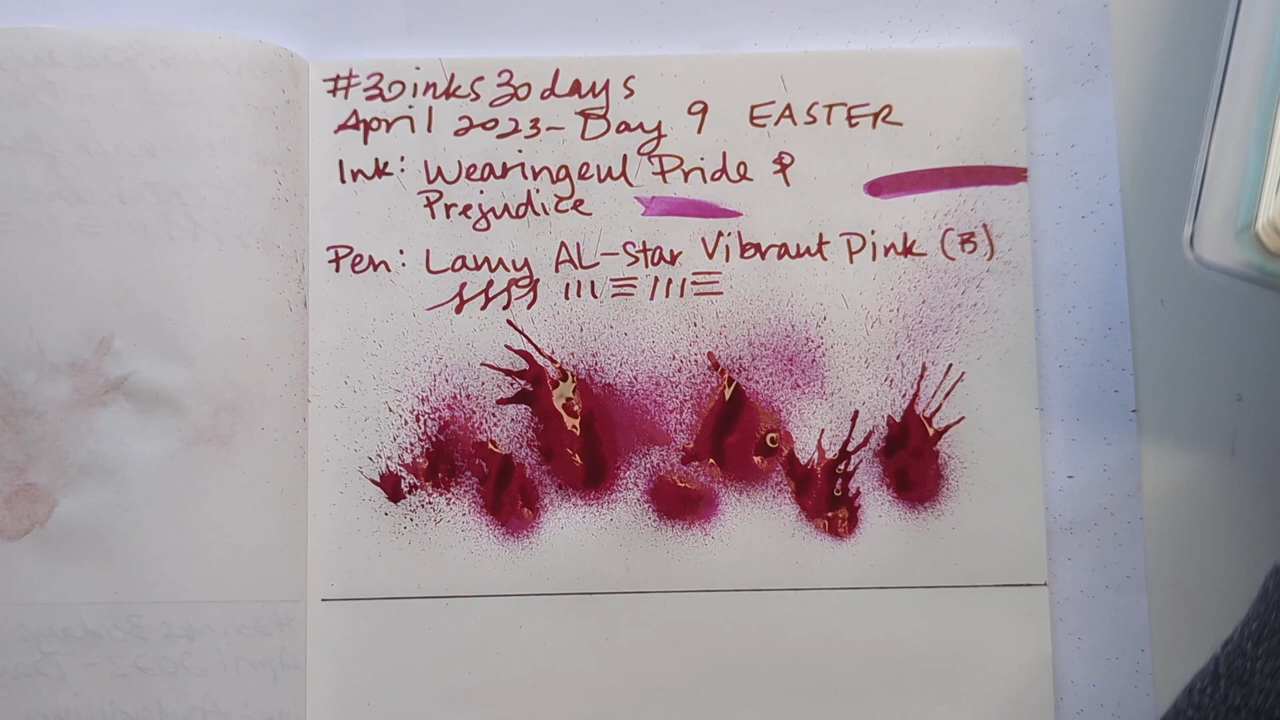 #30inks30days
April 2023- Day 9 EASTER
Ink: Wearingeul Pride &
Prejudice
Pen: Lamy AL-Star Vibrant Pink (B)